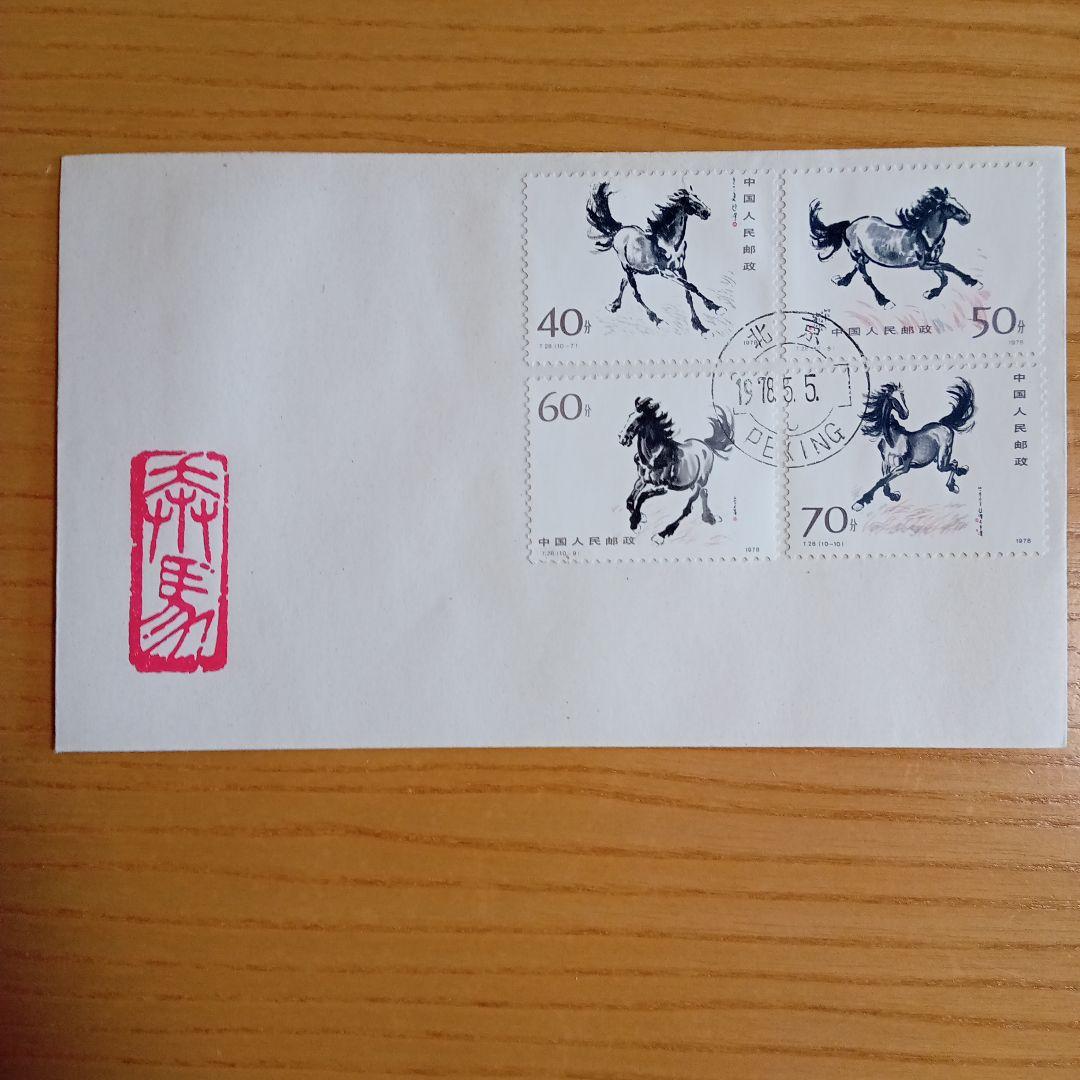 中国人民邮政
40分
T.28 (10-7)
1978
中国人民邮政
50分
1978
60分
中国人民邮政
T.28 (10-9)
1978
中国人民邮政
70分
T.28 (10-10)
1978
北京
1978.5.5.
PEKING
奔馬